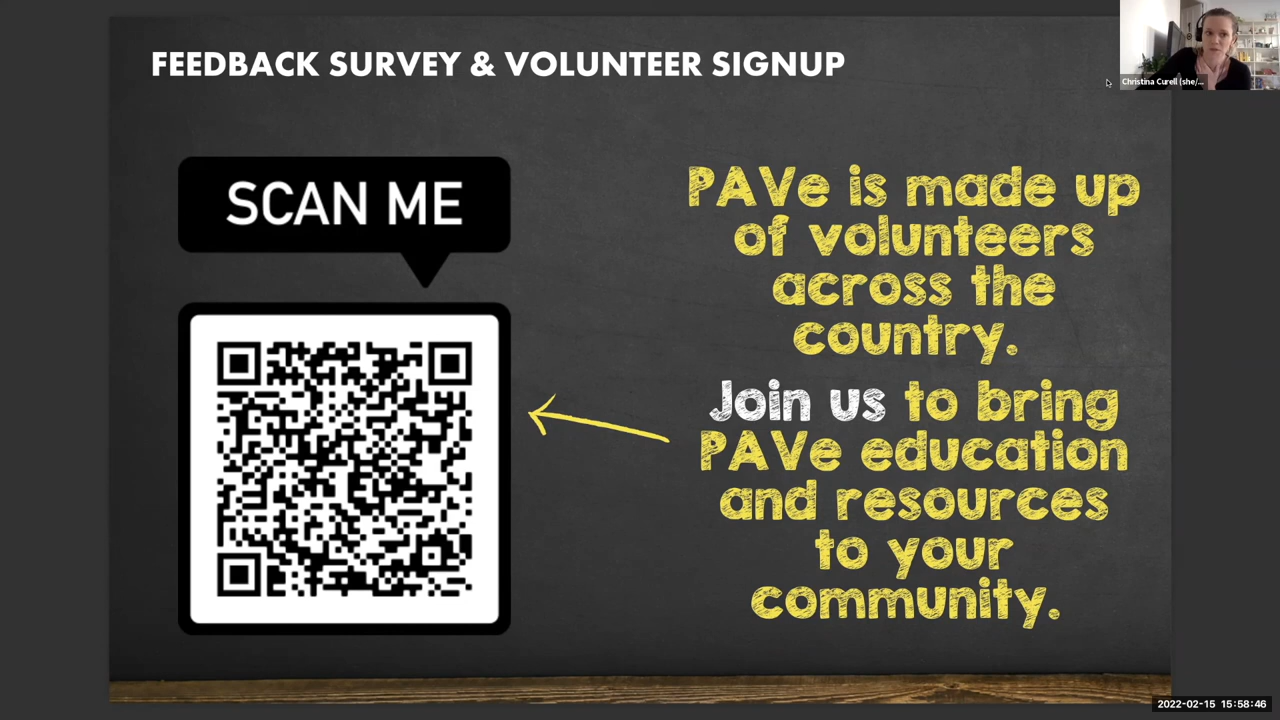 FEEDBACK SURVEY & VOLUNTEER SIGNUP
Christina Curell (she/...
SCAN ME
PAVe is made up
of volunteers
across the
country.
Join us to bring
PAVe education
and resources
to your
community.
2022-02-15 15:58:46